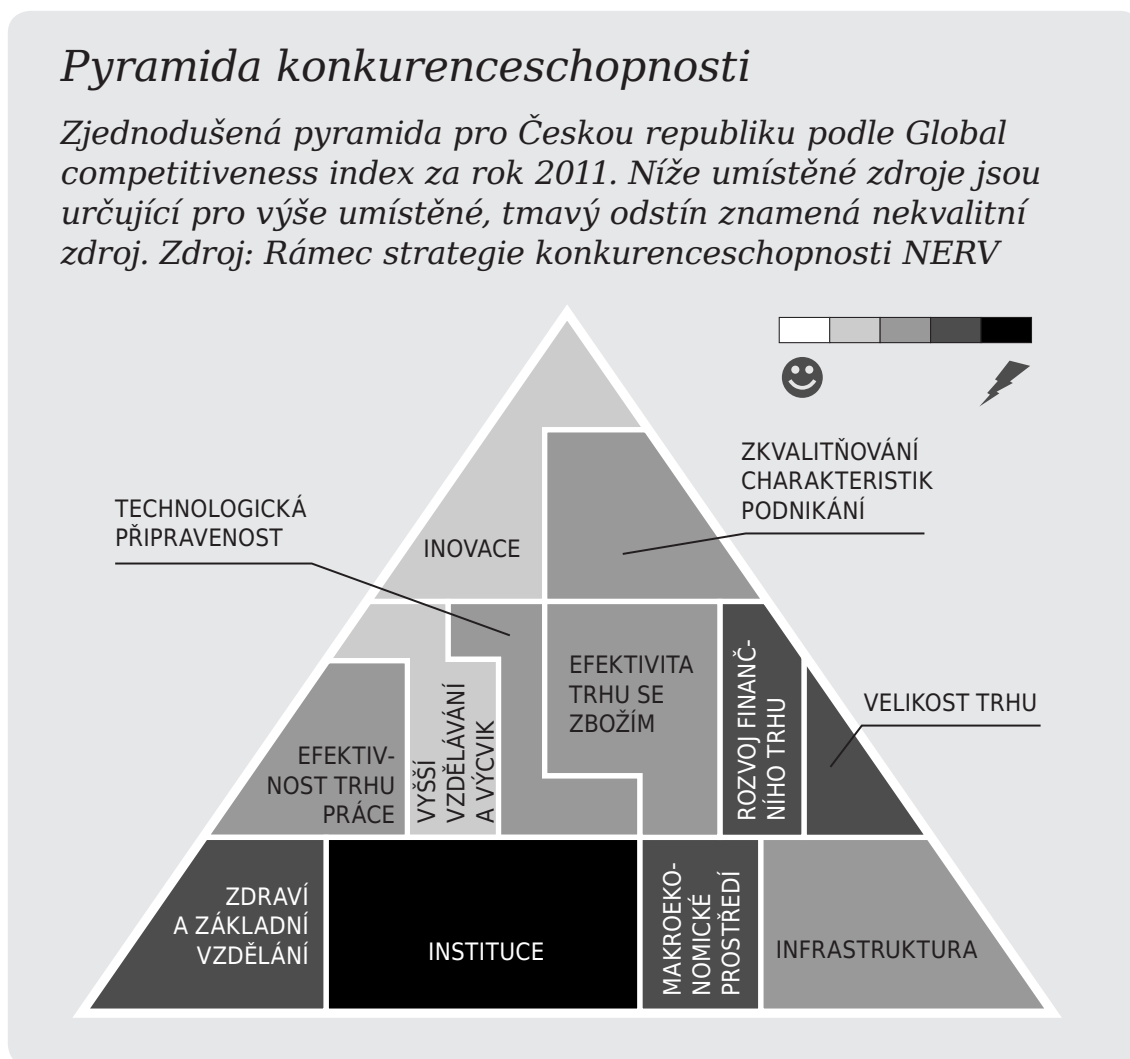 Pyramida konkurenceschopnosti
Zjednodušená pyramida pro Českou republiku podle Global
competitiveness index za rok 2011. Níže umístěné zdroje jsou
určující pro výše umístěné, tmavý odstín znamená nekvalitní
zdroj. Zdroj: Rámec strategie konkurenceschopnosti NERV
ZKVALITŇOVÁNÍ
CHARAKTERISTIK
PODNIKÁNÍ
TECHNOLOGICKÁ
PŘIPRAVENOST
INOVACE
EFEKTIV-
NOST TRHU
PRÁCE
VYŠŠÍ
VZDĚLÁVÁNÍ
A VÝCVIK
EFEKTIVITA
TRHU SE
ZBOŽÍM
ROZVOJ FINANČ-
NÍHO TRHU
VELIKOST TRHU
ZDRAVÍ
A ZÁKLADNÍ
VZDĚLÁNÍ
INSTITUCE
MAKROEKO-
NOMICKÉ
PROSTŘEDÍ
INFRASTRUKTURA